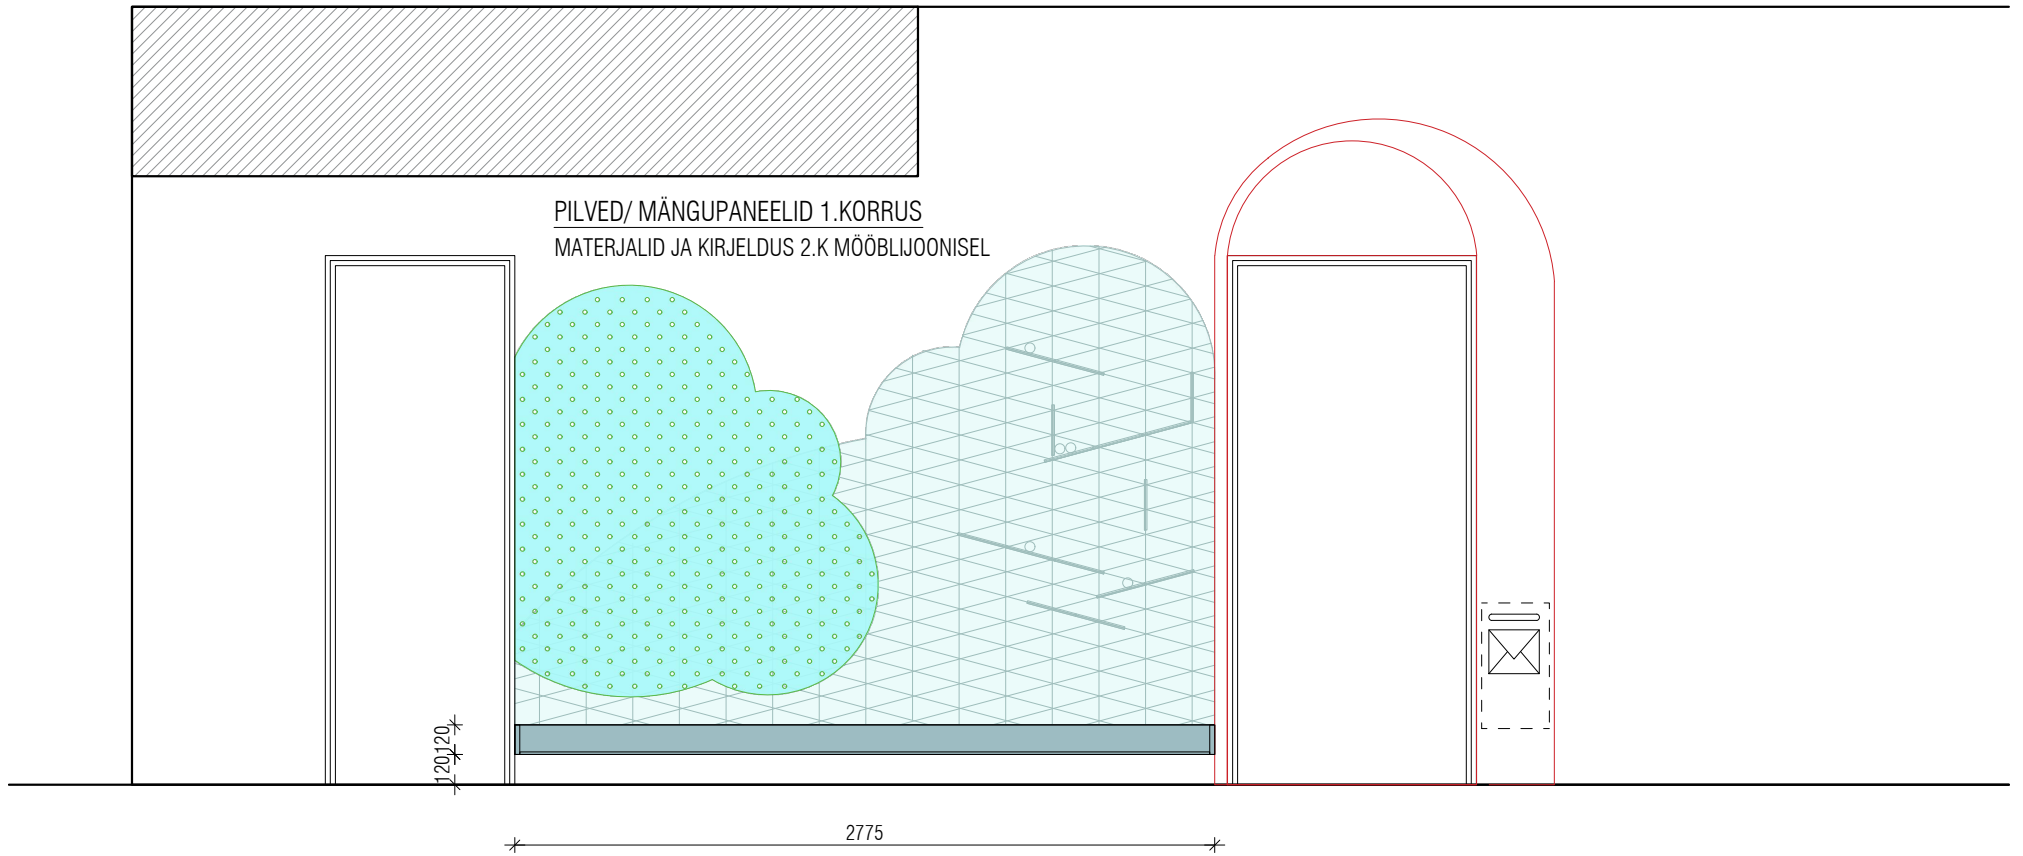 PILVED/ MÄNGUPANEELID 1.KORRUS
MATERJALID JA KIRJELDUS 2.K MÖÖBLIJOONISEL
120
120
2775